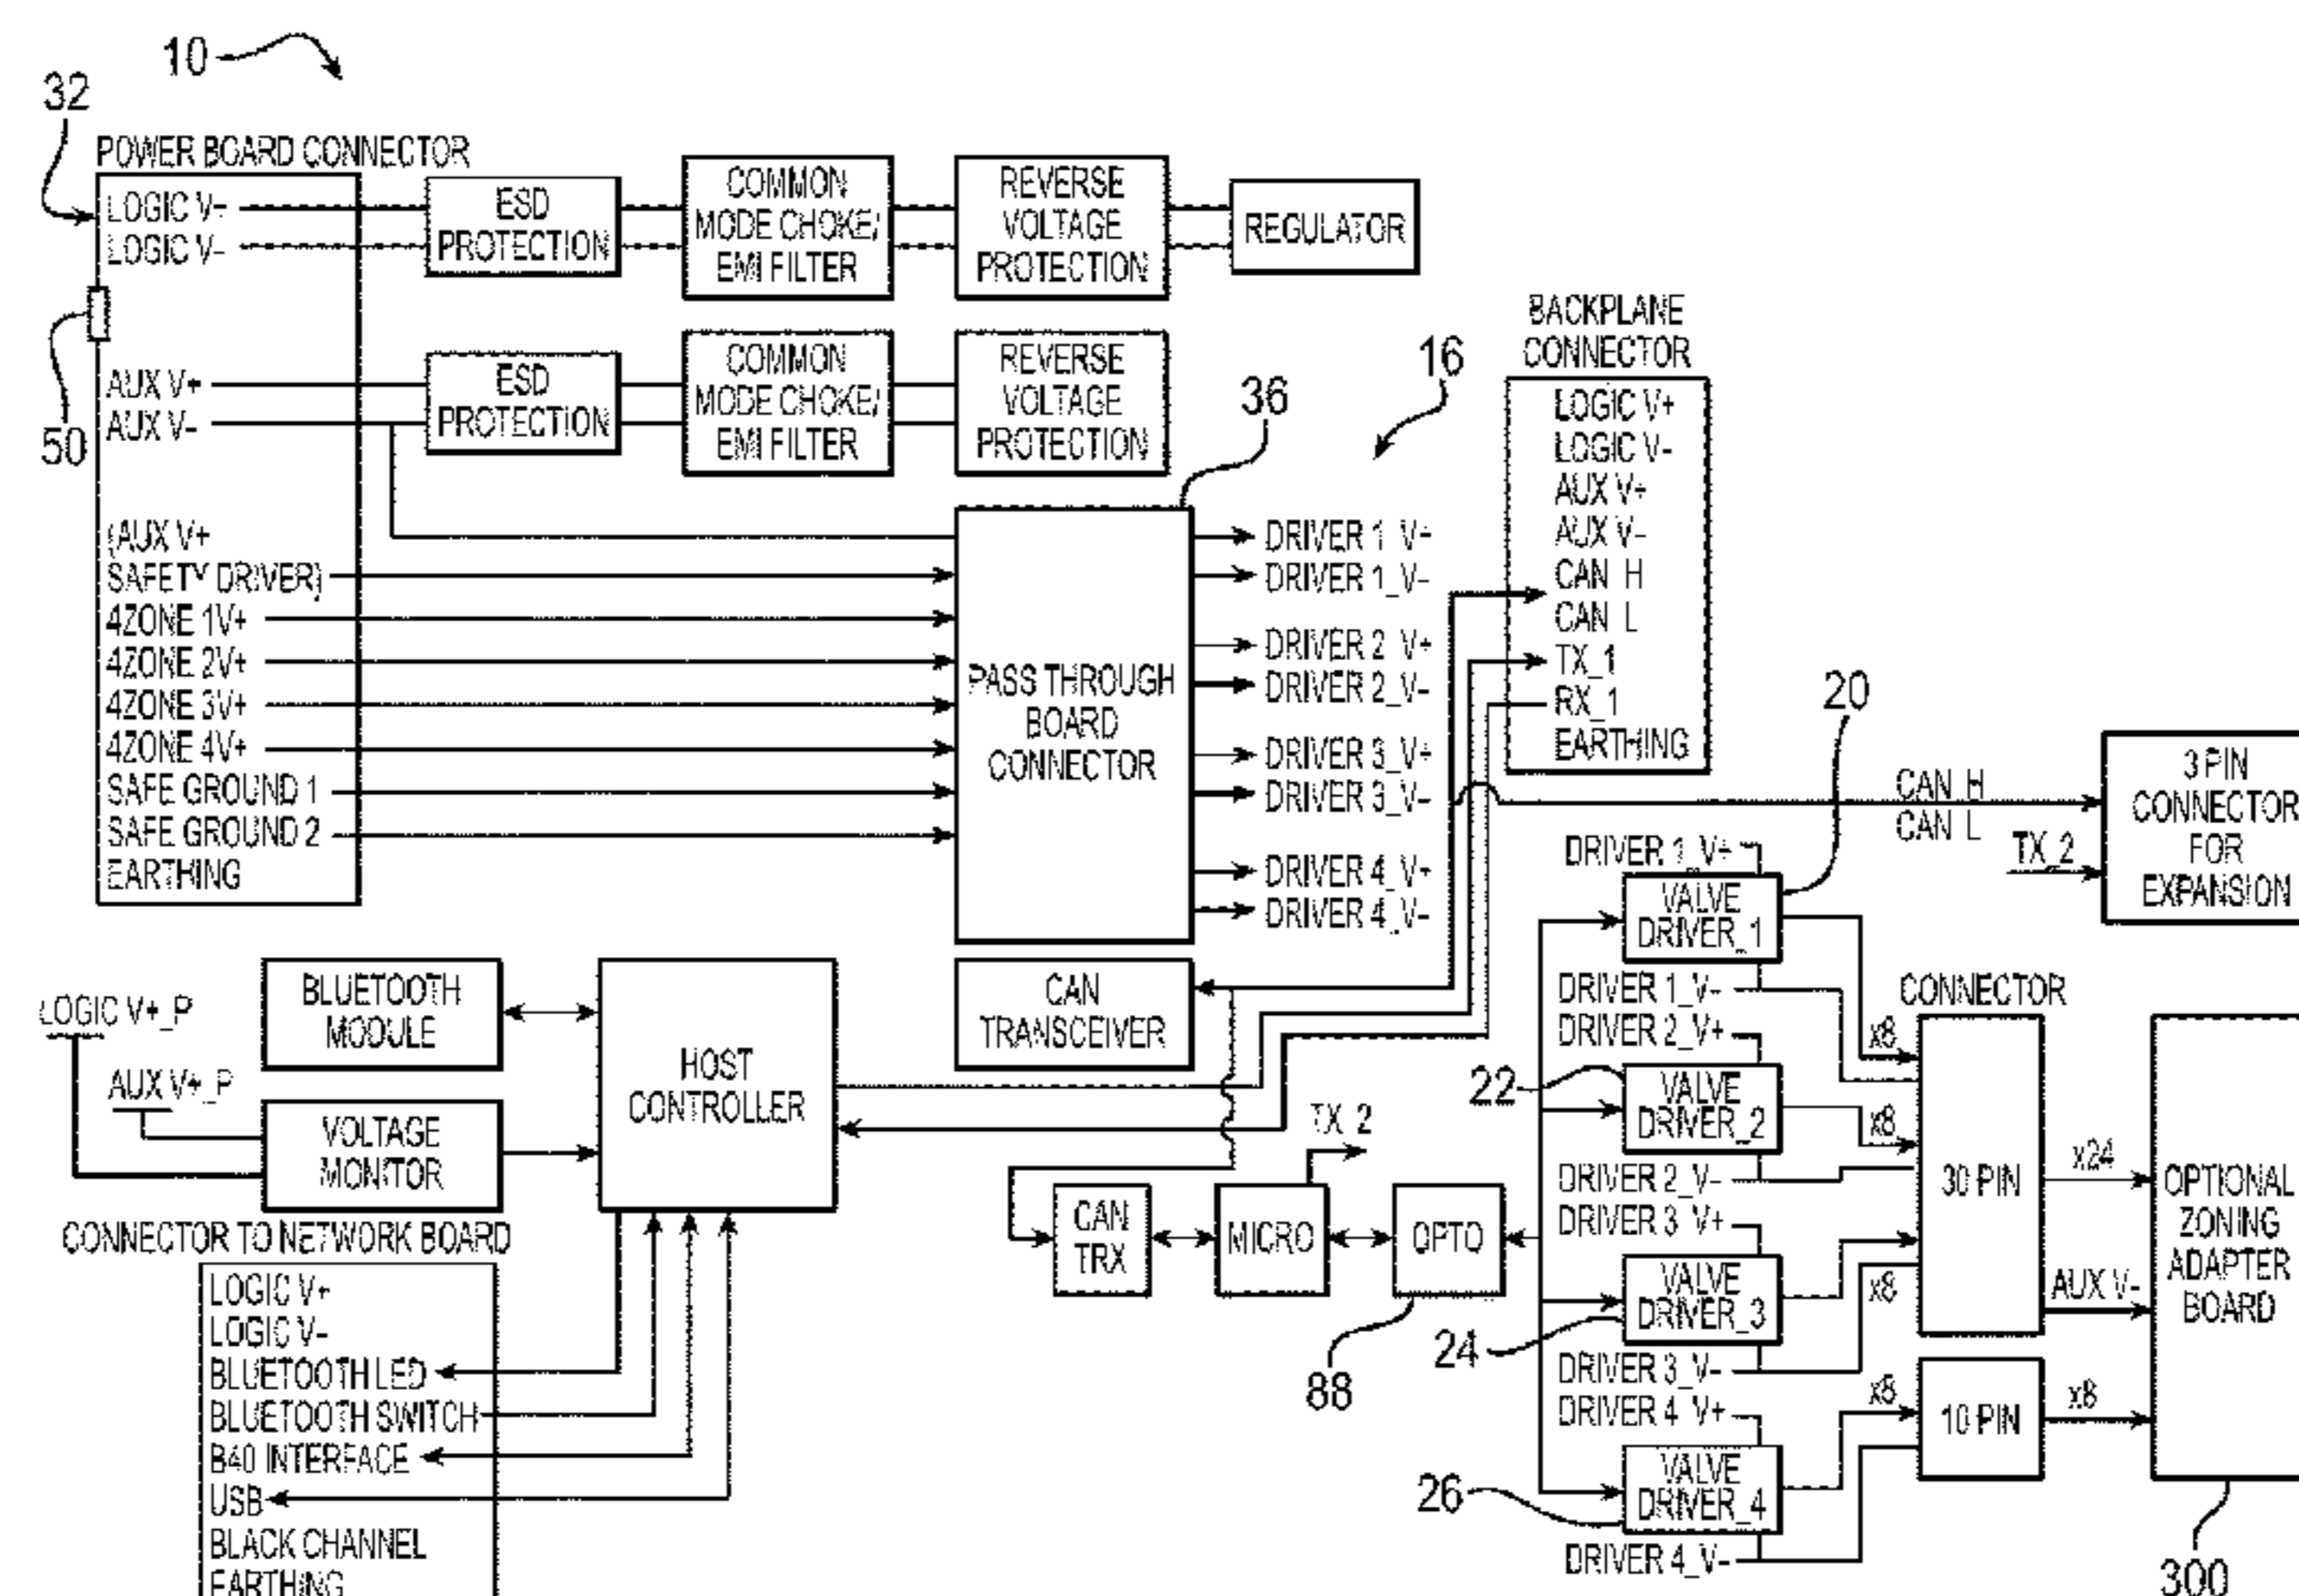 10
32
POWER BOARD CONNECTOR
LOGIC V+
LOGIC V-
50
AUX V+
AUX V-
(AUX V+
SAFETY DRIVER)
4ZONE 1V+
4ZONE 2V+
4ZONE 3V+
4ZONE 4V+
SAFE GROUND 1
SAFE GROUND 2
EARTHING
ESD
PROTECTION
COMMON
MODE CHOKE/
EMI FILTER
REVERSE
VOLTAGE
PROTECTION
REGULATOR
ESD
PROTECTION
COMMON
MODE CHOKE/
EMI FILTER
REVERSE
VOLTAGE
PROTECTION
36
16
PASS THROUGH
BOARD
CONNECTOR
DRIVER 1_V+
DRIVER 1_V-
DRIVER 2_V+
DRIVER 2_V-
DRIVER 3_V+
DRIVER 3_V-
DRIVER 4_V+
DRIVER 4_V-
BACKPLANE
CONNECTOR
LOGIC V+
LOGIC V-
AUX V+
AUX V-
CAN_H
CAN_L
TX_1
RX_1
EARTHING
20
CAN_H
CAN_L
TX_2
3 PIN
CONNECTOR
FOR
EXPANSION
LOGIC V+_P
AUX V+_P
BLUETOOTH
MODULE
VOLTAGE
MONITOR
HOST
CONTROLLER
CAN
TRANSCEIVER
CONNECTOR TO NETWORK BOARD
LOGIC V+
LOGIC V-
BLUETOOTH LED
BLUETOOTH SWITCH
B40 INTERFACE
USB
BLACK CHANNEL
EARTHING
CAN
TRX
MICRO
TX_2
OPTO
88
DRIVER 1_V+
VALVE
DRIVER_1
DRIVER 1_V-
DRIVER 2_V+
22
VALVE
DRIVER_2
DRIVER 2_V-
DRIVER 3_V+
VALVE
DRIVER_3
24
DRIVER 3_V-
DRIVER 4_V+
VALVE
DRIVER_4
26
DRIVER 4_V-
CONNECTOR
x8
x8
x8
x8
30 PIN
10 PIN
x24
AUX V-
x8
OPTIONAL
ZONING
ADAPTER
BOARD
300